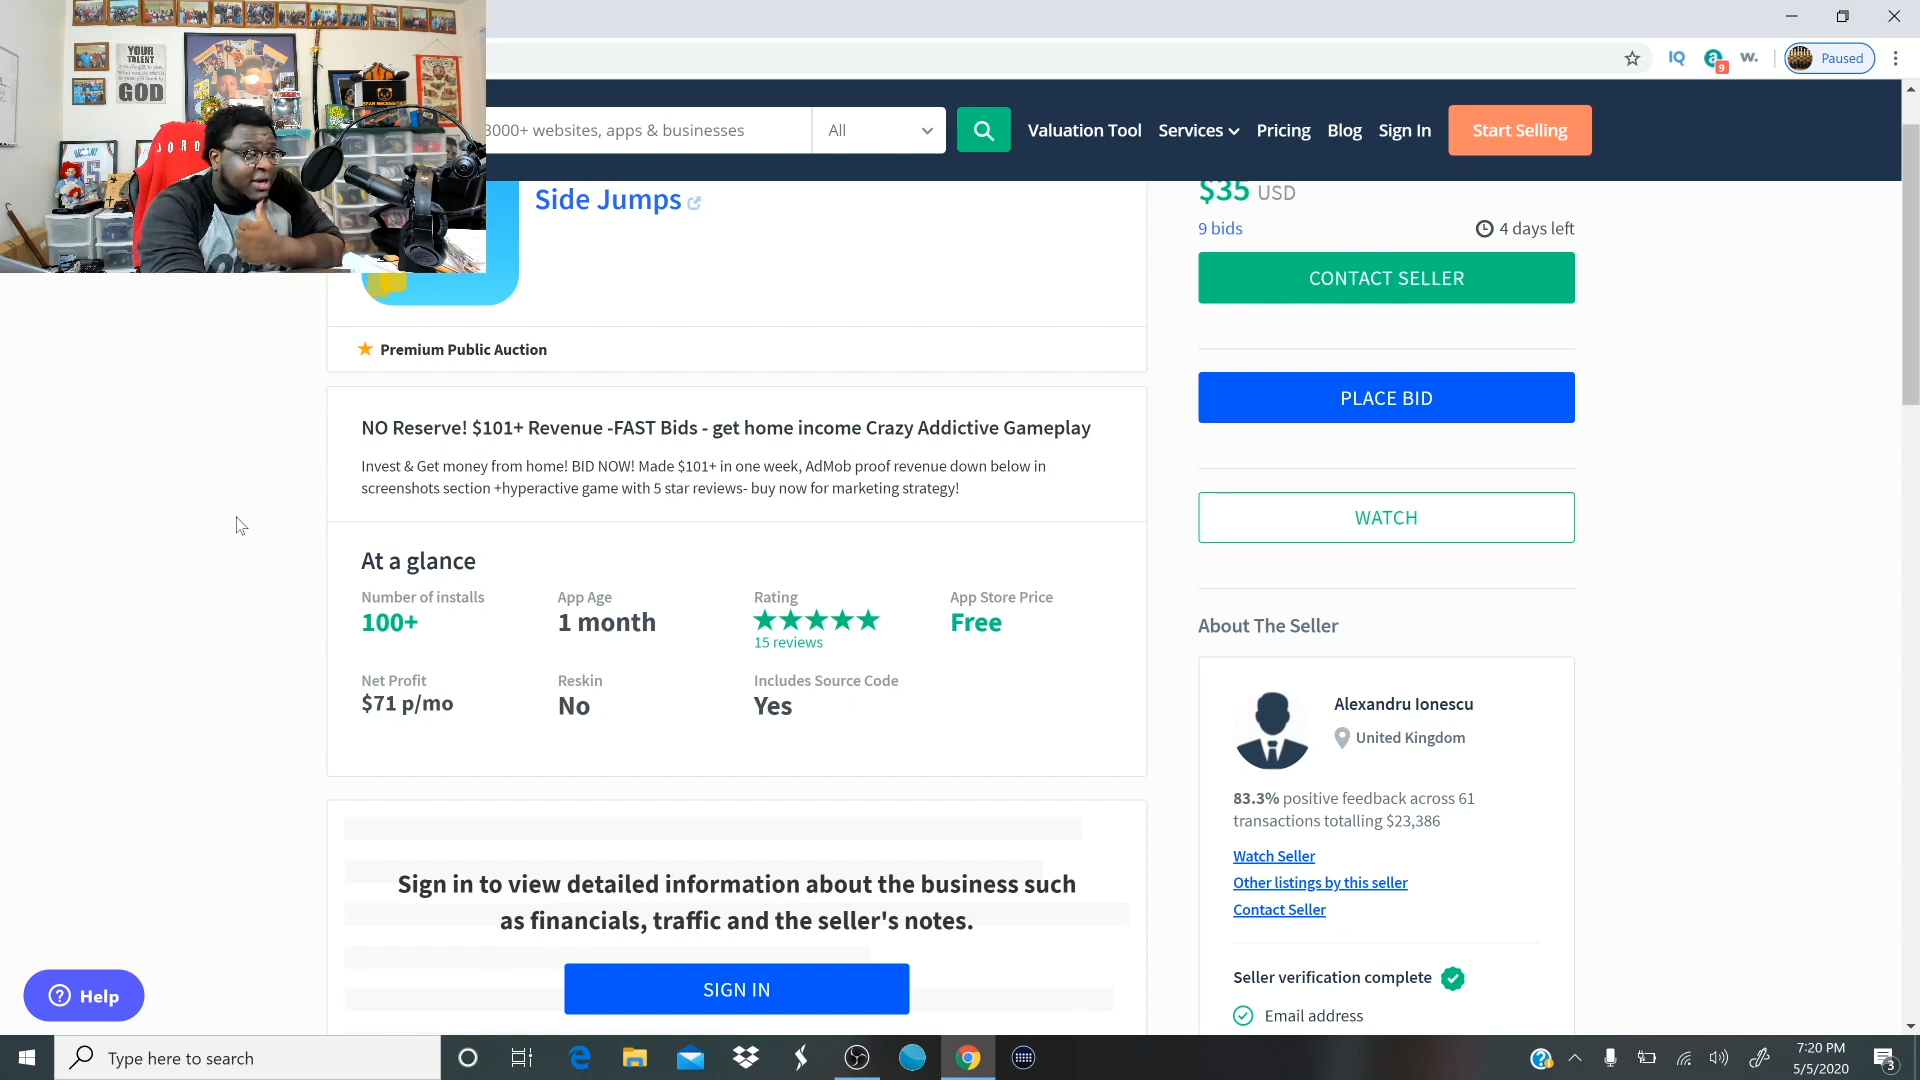 YOUR
TALENT
GOD
JORD
IQ
a
9
w.
Paused
3000+ websites, apps & businesses
All
Valuation Tool
Services
Pricing
Blog
Sign In
Start Selling
Side Jumps
$35 USD
9 bids
4 days left
CONTACT SELLER
Premium Public Auction
PLACE BID
NO Reserve! $101+ Revenue -FAST Bids - get home income Crazy Addictive Gameplay
Invest & Get money from home! BID NOW! Made $101+ in one week, AdMob proof revenue down below in
screenshots section +hyperactive game with 5 star reviews- buy now for marketing strategy!
WATCH
At a glance
Number of installs
100+
App Age
1 month
Rating
15 reviews
App Store Price
Free
Net Profit
$71 p/mo
Reskin
No
Includes Source Code
Yes
About The Seller
Alexandru Ionescu
United Kingdom
83.3% positive feedback across 61
transactions totalling $23,386
Watch Seller
Other listings by this seller
Contact Seller
Sign in to view detailed information about the business such
as financials, traffic and the seller's notes.
SIGN IN
Seller verification complete
Email address
Help
Type here to search
7:20 PM
5/5/2020
3